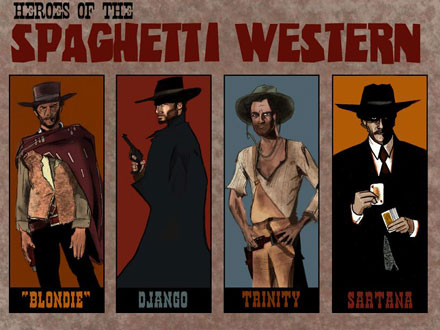 HEROES OF THE
SPAGHETTI WESTERN
"BLONDIE"
DJANGO
TRINITY
SARTANA